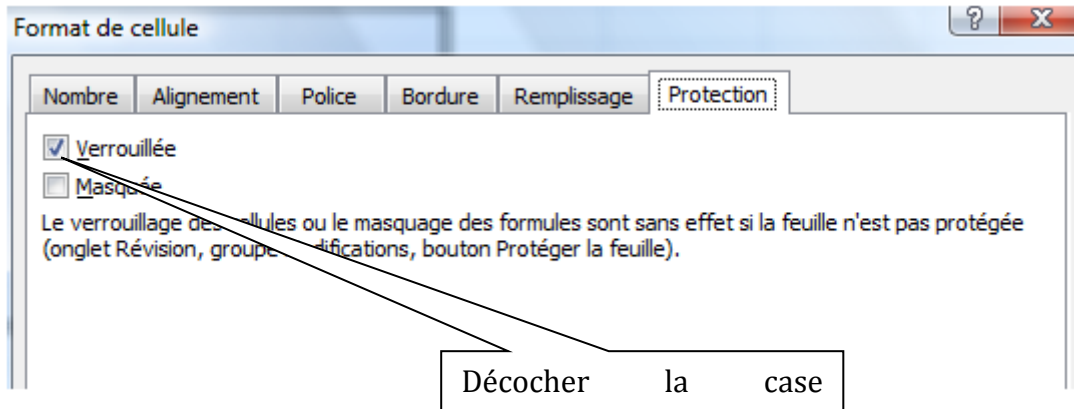 Format de cellule
Nombre Alignement Police Bordure Remplissage Protection
Verrouillée
Masquée
Le verrouillage des cellules ou le masquage des formules sont sans effet si la feuille n'est pas protégée
(onglet Révision, groupe Modifications, bouton Protéger la feuille).
Décocher la case